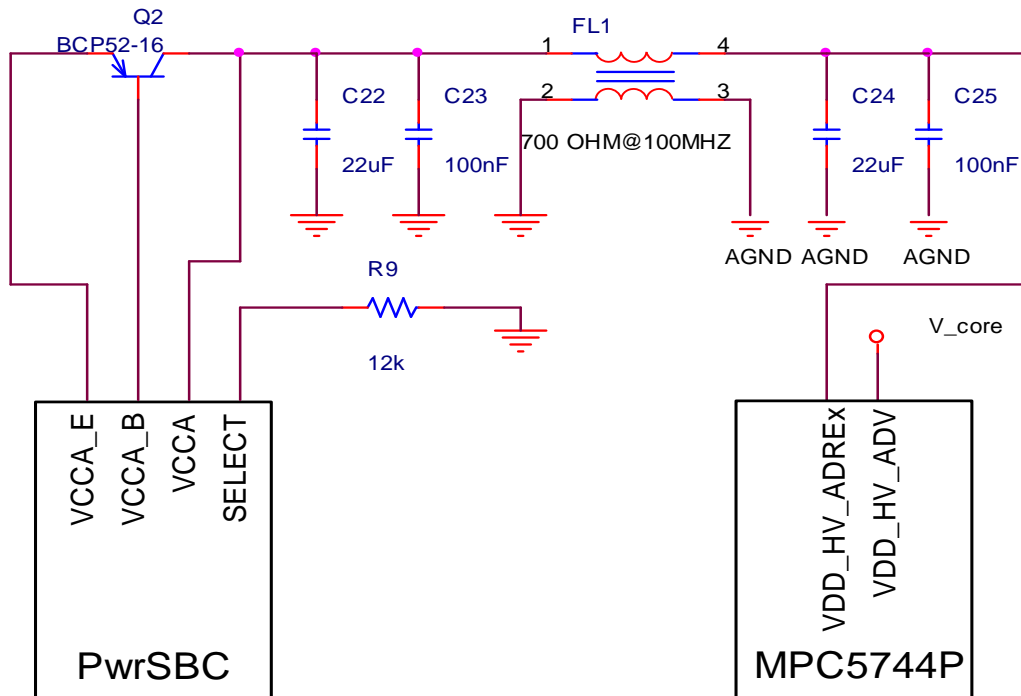 Q2
BCP52-16
FL1
1
4
2
3
700 OHM@100MHZ
C22
22uF
C23
100nF
C24
22uF
C25
100nF
AGND
AGND
AGND
R9
12k
V_core
VCCA_E
VCCA_B
VCCA
SELECT
PwrSBC
VDD_HV_ADREx
VDD_HV_ADV
MPC5744P